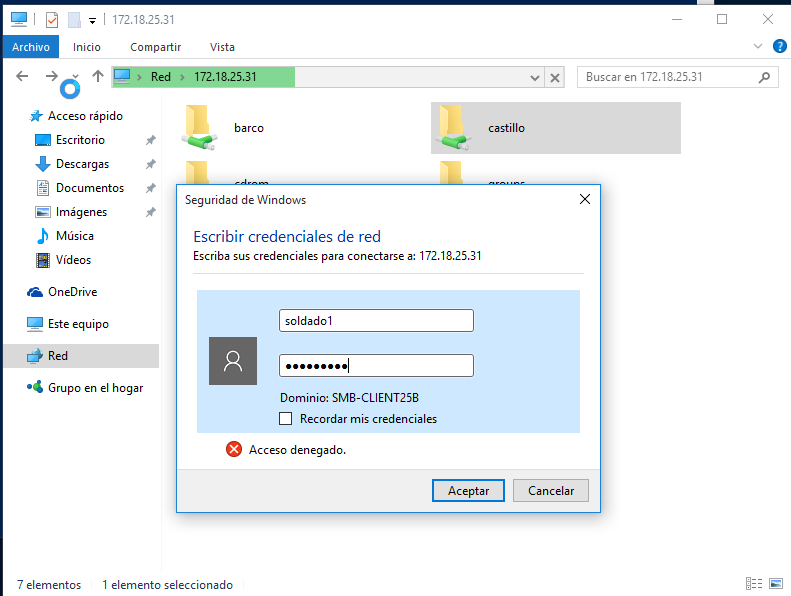 172.18.25.31
Archivo Inicio Compartir Vista
Red 172.18.25.31 Buscar en 172.18.25.31
Acceso rápido
Escritorio
Descargas
Documentos
Imágenes
Música
Vídeos
OneDrive
Este equipo
Red
Grupo en el hogar
barco castillo
cdrom groups
Seguridad de Windows
Escribir credenciales de red
Escriba sus credenciales para conectarse a: 172.18.25.31
soldado1
●●●●●●●●●
Dominio: SMB-CLIENT25B
Recordar mis credenciales
Acceso denegado.
Aceptar Cancelar
7 elementos 1 elemento seleccionado